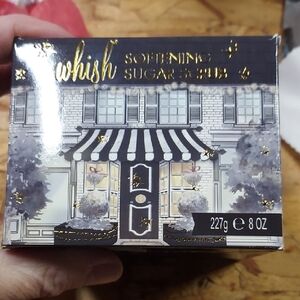 whish SOFTENING
SUGAR SCRUB
227g ℮ 8 OZ